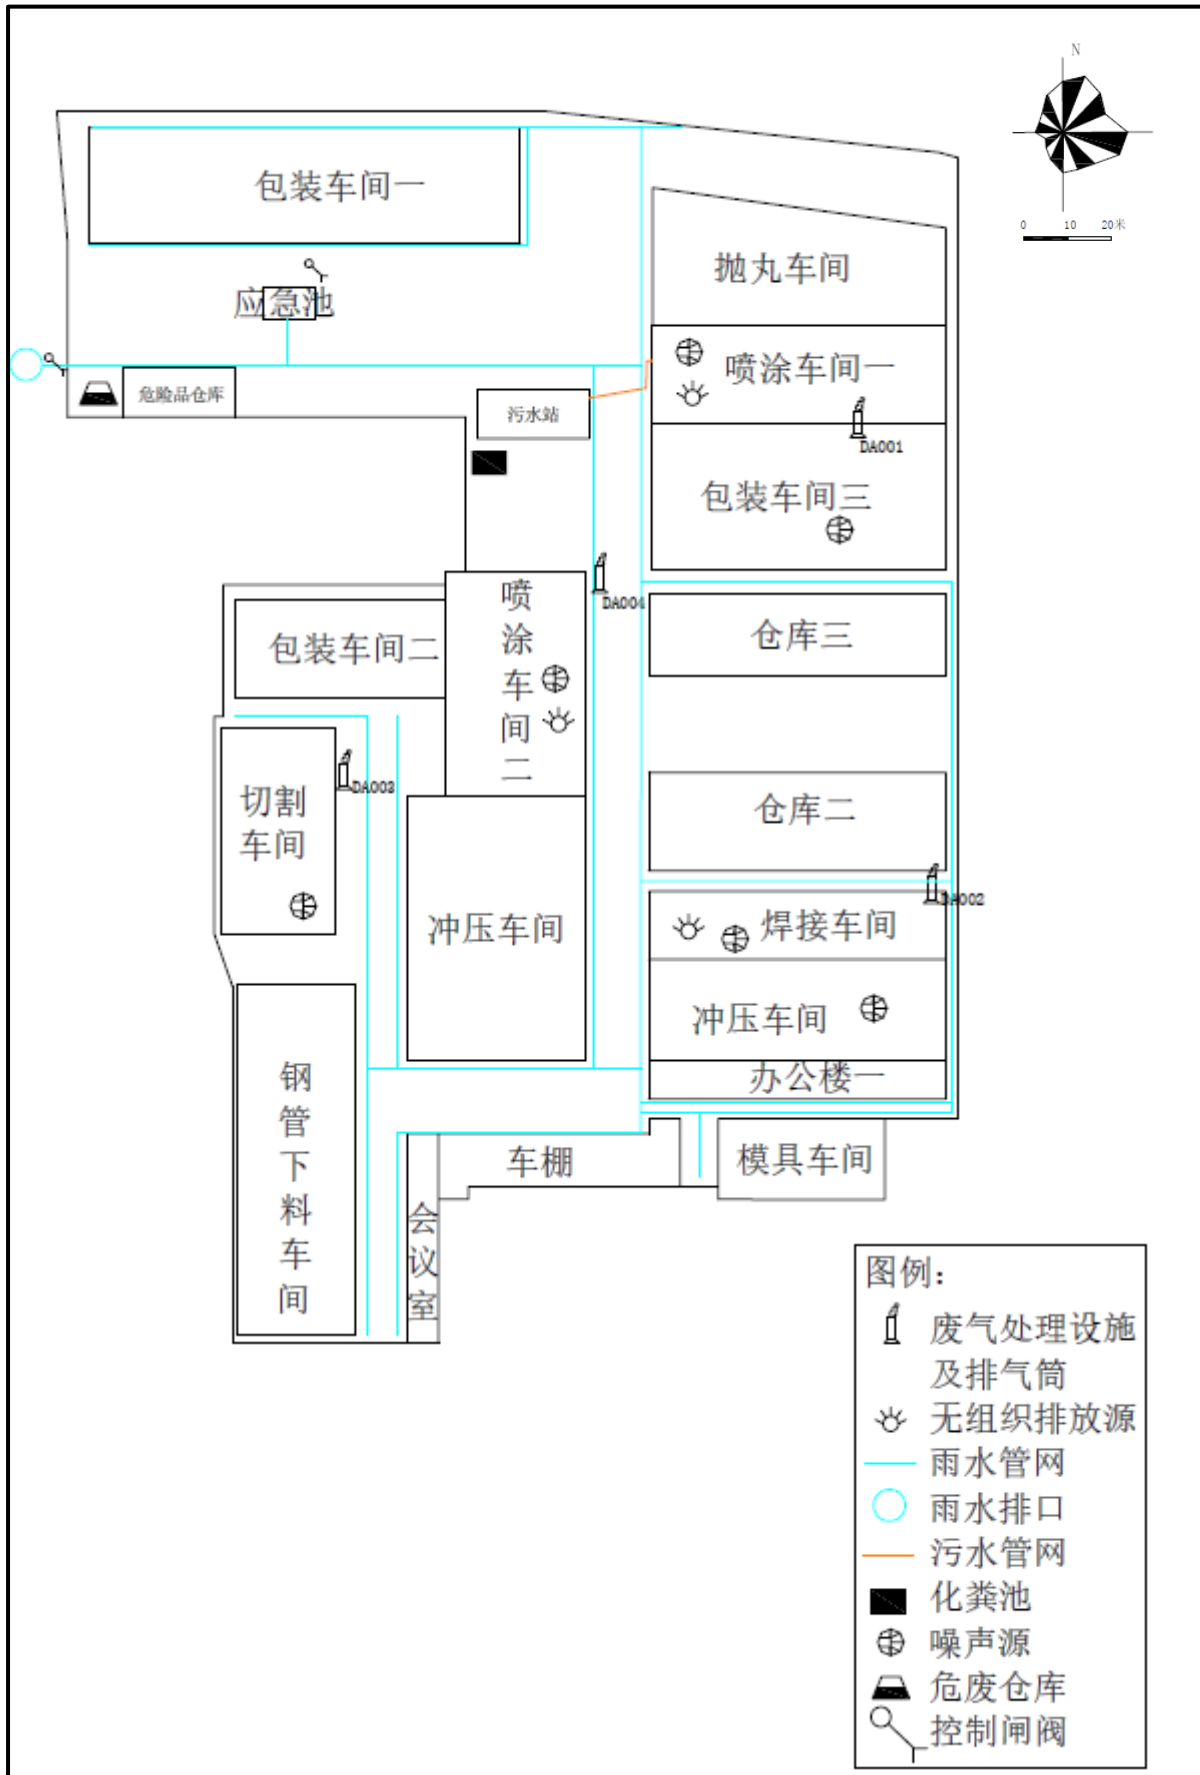 N
0 10 20米
包装车间一
抛丸车间
应急池
喷涂车间一
危险品仓库
污水站
DA001
包装车间三
喷涂车间二
DA004
仓库三
包装车间二
DA003
切割
车间
仓库二
DA002
冲压车间
焊接车间
冲压车间
办公楼一
钢管下料车间
车棚
模具车间
会议室
图例：
废气处理设施
及排气筒
无组织排放源
雨水管网
雨水排口
污水管网
化粪池
噪声源
危废仓库
控制闸阀